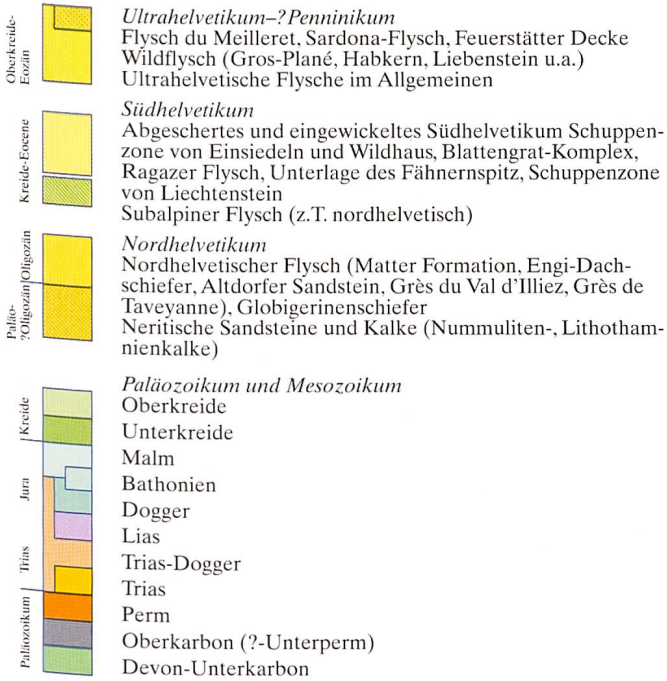 Oberkreide-
Eozän
Ultrahelvetikum–?Penninikum
Flysch du Meilleret, Sardona-Flysch, Feuerstätter Decke
Wildflysch (Gros-Plané, Habkern, Liebenstein u.a.)
Ultrahelvetische Flysche im Allgemeinen
Kreide-Eocene
Südhelvetikum
Abgeschertes und eingewickeltes Südhelvetikum Schuppen-
zone von Einsiedeln und Wildhaus, Blattengrat-Komplex,
Ragazer Flysch, Unterlage des Fähnernspitz, Schuppenzone
von Liechtenstein
Subalpiner Flysch (z.T. nordhelvetisch)
Oligozän
Paläo-
?Oligozän
Nordhelvetikum
Nordhelvetischer Flysch (Matter Formation, Engi-Dach-
schiefer, Altdorfer Sandstein, Grès du Val d'Illiez, Grès de
Taveyanne), Globigerinenschiefer
Neritische Sandsteine und Kalke (Nummuliten-, Lithotham-
nienkalke)
Paläozoikum und Mesozoikum
Kreide
Oberkreide
Unterkreide
Jura
Malm
Bathonien
Dogger
Lias
Trias
Trias-Dogger
Trias
Paläozoikum
Perm
Oberkarbon (?-Unterperm)
Devon-Unterkarbon